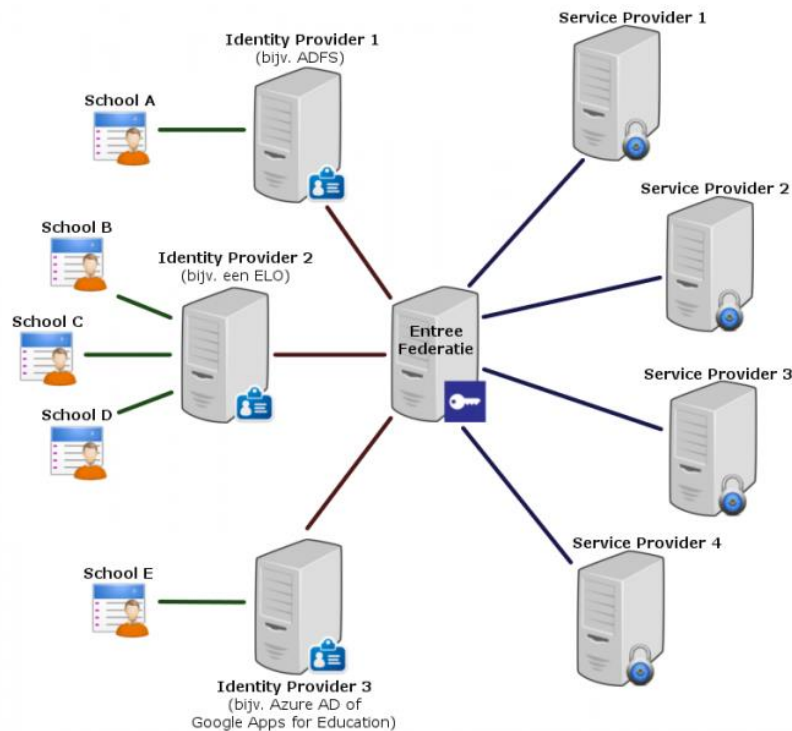 Service Provider 1
Identity Provider 1
(bijv. ADFS)
School A
Service Provider 2
School B
Identity Provider 2
(bijv. een ELO)
School C
Entree
Federatie
Service Provider 3
School D
Service Provider 4
School E
Identity Provider 3
(bijv. Azure AD of
Google Apps for Education)